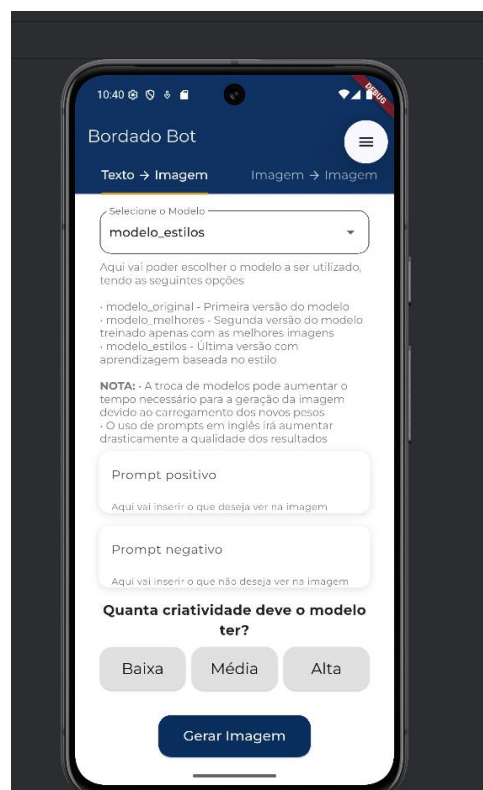 10:40
DEBUG
Bordado Bot
Texto → Imagem
Imagem → Imagem
Selecione o Modelo
modelo_estilos
Aqui vai poder escolher o modelo a ser utilizado,
tendo as seguintes opções
• modelo_original - Primeira versão do modelo
• modelo_melhores - Segunda versão do modelo
treinado apenas com as melhores imagens
• modelo_estilos - Última versão com
aprendizagem baseada no estilo
NOTA: • A troca de modelos pode aumentar o
tempo necessário para a geração da imagem
devido ao carregamento dos novos pesos
• O uso de prompts em inglês irá aumentar
drasticamente a qualidade dos resultados
Prompt positivo
Aqui vai inserir o que deseja ver na imagem
Prompt negativo
Aqui vai inserir o que não deseja ver na imagem
Quanta criatividade deve o modelo
ter?
Baixa
Média
Alta
Gerar Imagem